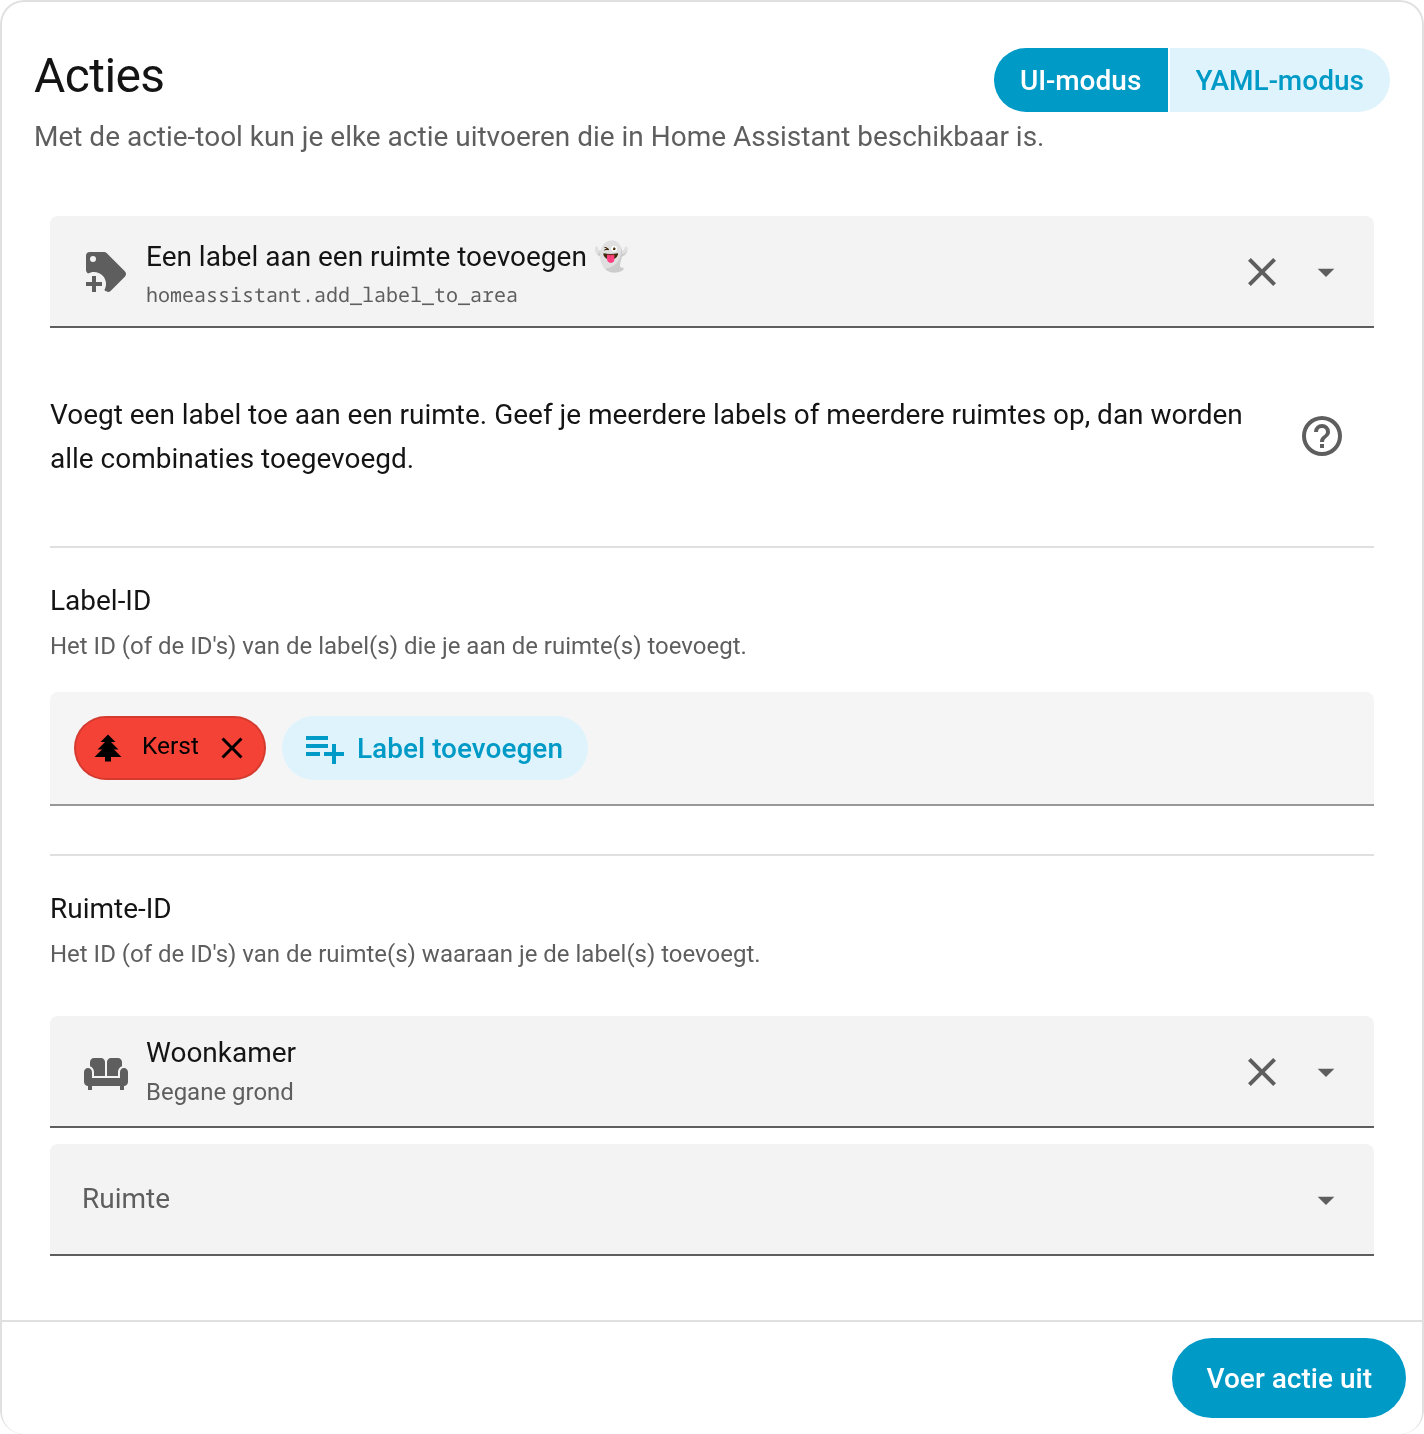 Acties
UI-modus
YAML-modus
Met de actie-tool kun je elke actie uitvoeren die in Home Assistant beschikbaar is.
Een label aan een ruimte toevoegen 👻
homeassistant.add_label_to_area
Voegt een label toe aan een ruimte. Geef je meerdere labels of meerdere ruimtes op, dan worden
alle combinaties toegevoegd.
Label-ID
Het ID (of de ID's) van de label(s) die je aan de ruimte(s) toevoegt.
Kerst
Label toevoegen
Ruimte-ID
Het ID (of de ID's) van de ruimte(s) waaraan je de label(s) toevoegt.
Woonkamer
Begane grond
Ruimte
Voer actie uit